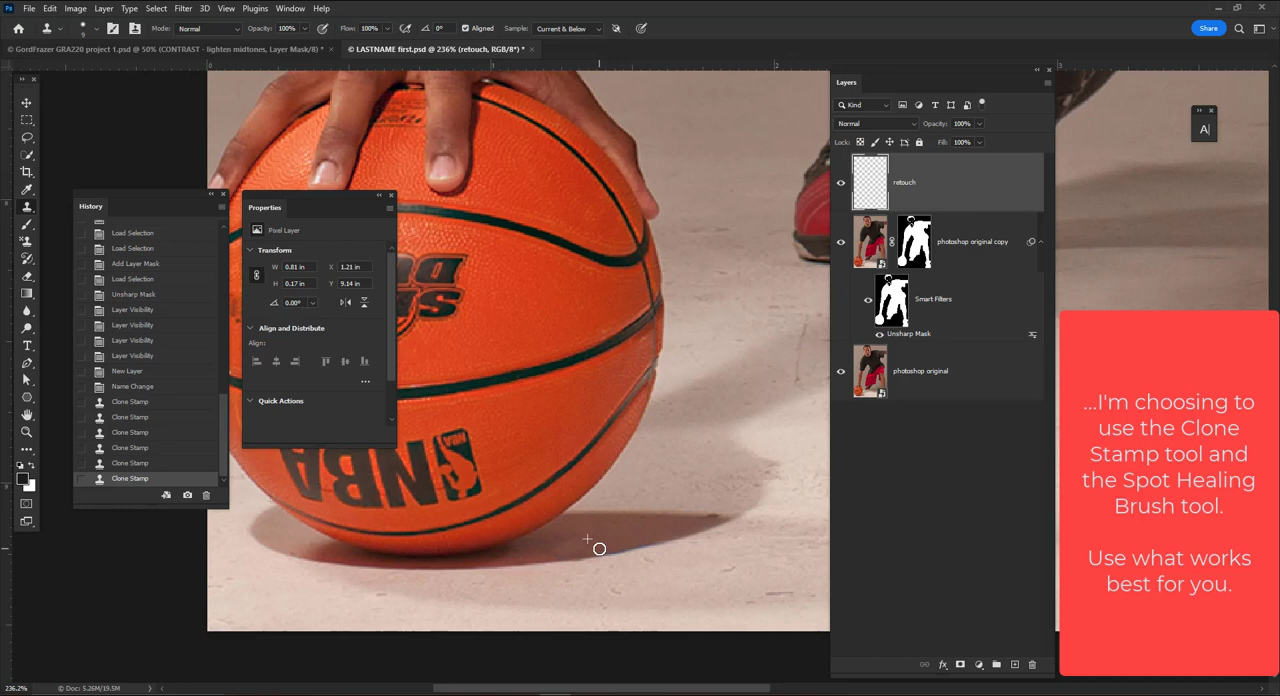 File Edit Image Layer Type Select Filter 3D View Plugins Window Help
Mode: Normal Opacity: 100% Flow: 100% 0° Aligned Sample: Current & Below
Share
© GordFrazer GRA220 project 1.psd @ 50% (CONTRAST - lighten midtones, Layer Mask/8) * ×
© LASTNAME first.psd @ 236% (retouch, RGB/8*) * ×
0 1 2 3
History
Load Selection
Load Selection
Add Layer Mask
Load Selection
Unsharp Mask
Layer Visibility
Layer Visibility
Layer Visibility
Layer Visibility
New Layer
Name Change
Clone Stamp
Clone Stamp
Clone Stamp
Clone Stamp
Clone Stamp
Clone Stamp
Properties
Pixel Layer
Transform
W 0.81 in X 1.21 in
H 0.17 in Y 9.14 in
0.00°
Align and Distribute
Align:
Quick Actions
NBA
NBA
Layers
Kind
Normal Opacity: 100%
Lock: Fill: 100%
retouch
photoshop original copy
Smart Filters
Unsharp Mask
photoshop original
A|
...I'm choosing to
use the Clone
Stamp tool and
the Spot Healing
Brush tool.
Use what works
best for you.
236.2% © Doc: 5.26M/19.5M